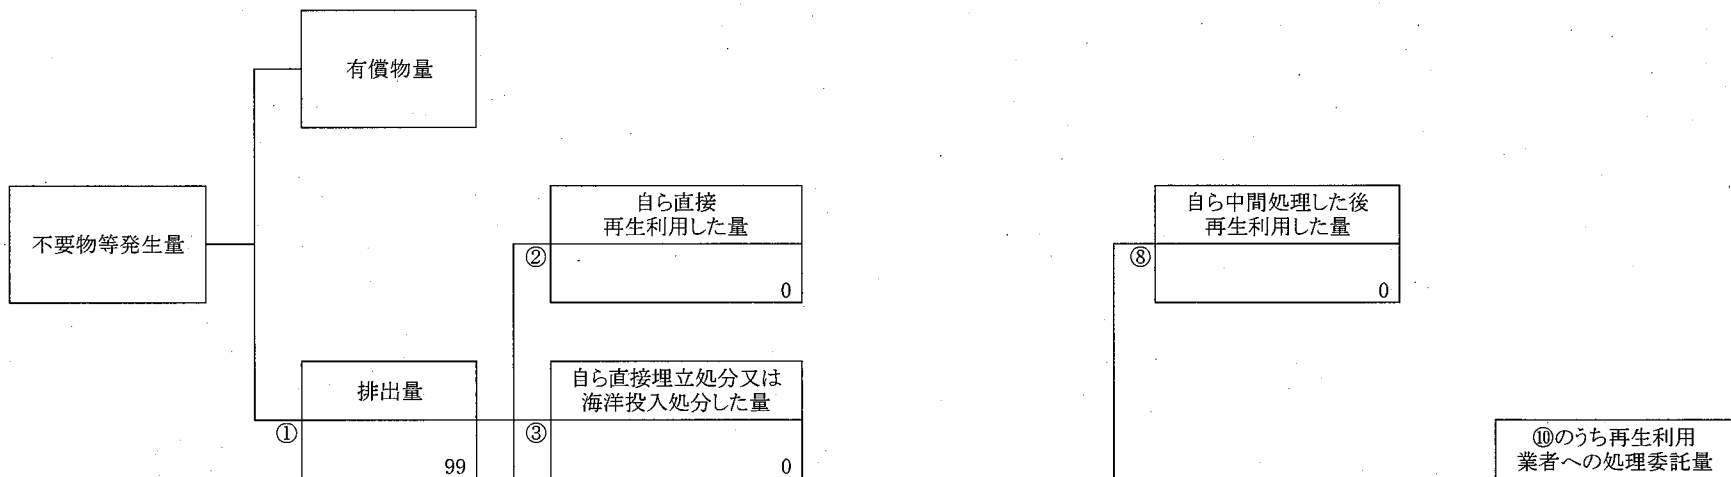 有償物量
不要物等発生量
自ら直接
再生利用した量
②
0
自ら中間処理した後
再生利用した量
⑧
0
排出量
①
99
自ら直接埋立処分又は
海洋投入処分した量
③
0
⑩のうち再生利用
業者への処理委託量